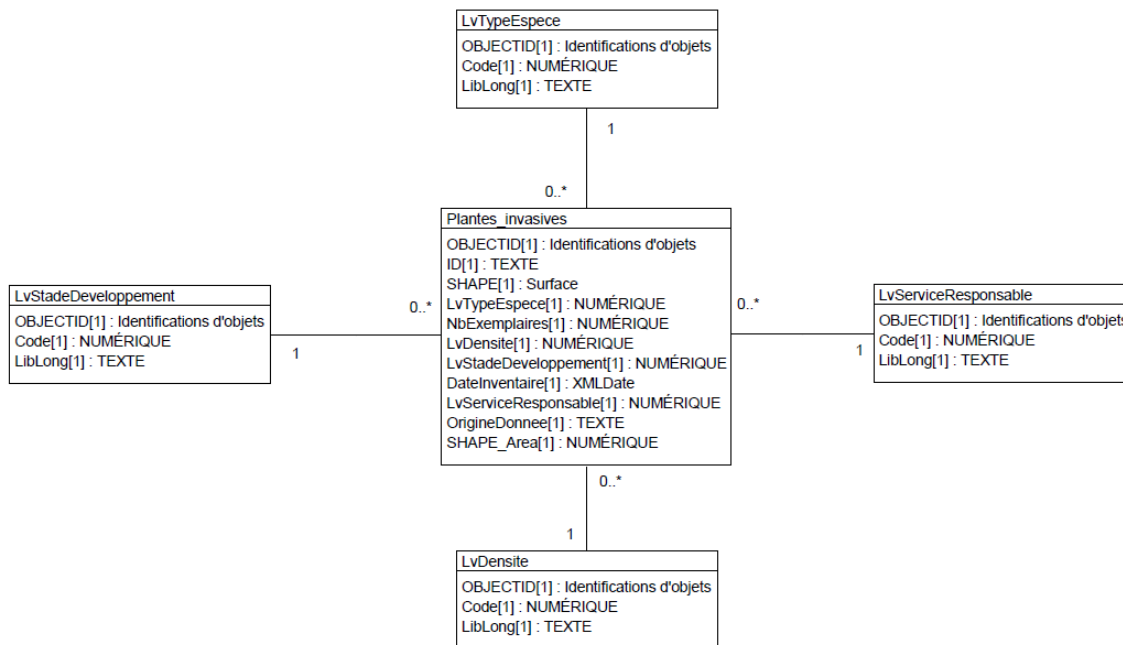 LvTypeEspece
OBJECTID[1] : Identifications d'objets
Code[1] : NUMÉRIQUE
LibLong[1] : TEXTE
1
0..*
Plantes_invasives
OBJECTID[1] : Identifications d'objets
ID[1] : TEXTE
SHAPE[1] : Surface
LvTypeEspece[1] : NUMÉRIQUE
NbExemplaires[1] : NUMÉRIQUE
LvDensite[1] : NUMÉRIQUE
LvStadeDeveloppement[1] : NUMÉRIQUE
DateInventaire[1] : XMLDate
LvServiceResponsable[1] : NUMÉRIQUE
OrigineDonnee[1] : TEXTE
SHAPE_Area[1] : NUMÉRIQUE
LvStadeDeveloppement
OBJECTID[1] : Identifications d'objets
Code[1] : NUMÉRIQUE
LibLong[1] : TEXTE
0..*
1
0..*
1
LvServiceResponsable
OBJECTID[1] : Identifications d'objets
Code[1] : NUMÉRIQUE
LibLong[1] : TEXTE
0..*
1
LvDensite
OBJECTID[1] : Identifications d'objets
Code[1] : NUMÉRIQUE
LibLong[1] : TEXTE